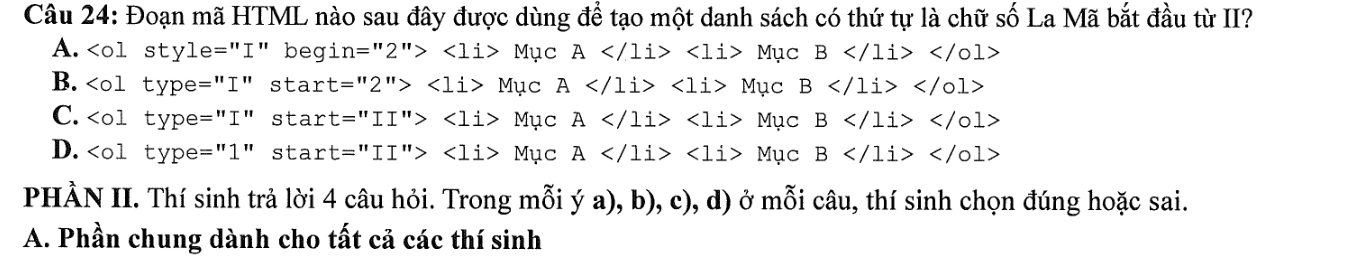 Câu 24: Đoạn mã HTML nào sau đây được dùng để tạo một danh sách có thứ tự là chữ số La Mã bắt đầu từ II?
A. <ol style="I" begin="2"> <li> Mục A </li> <li> Mục B </li> </ol>
B. <ol type="I" start="2"> <li> Mục A </li> <li> Mục B </li> </ol>
C. <ol type="I" start="II"> <li> Mục A </li> <li> Mục B </li> </ol>
D. <ol type="1" start="II"> <li> Mục A </li> <li> Mục B </li> </ol>
PHẦN II. Thí sinh trả lời 4 câu hỏi. Trong mỗi ý a), b), c), d) ở mỗi câu, thí sinh chọn đúng hoặc sai.
A. Phần chung dành cho tất cả các thí sinh